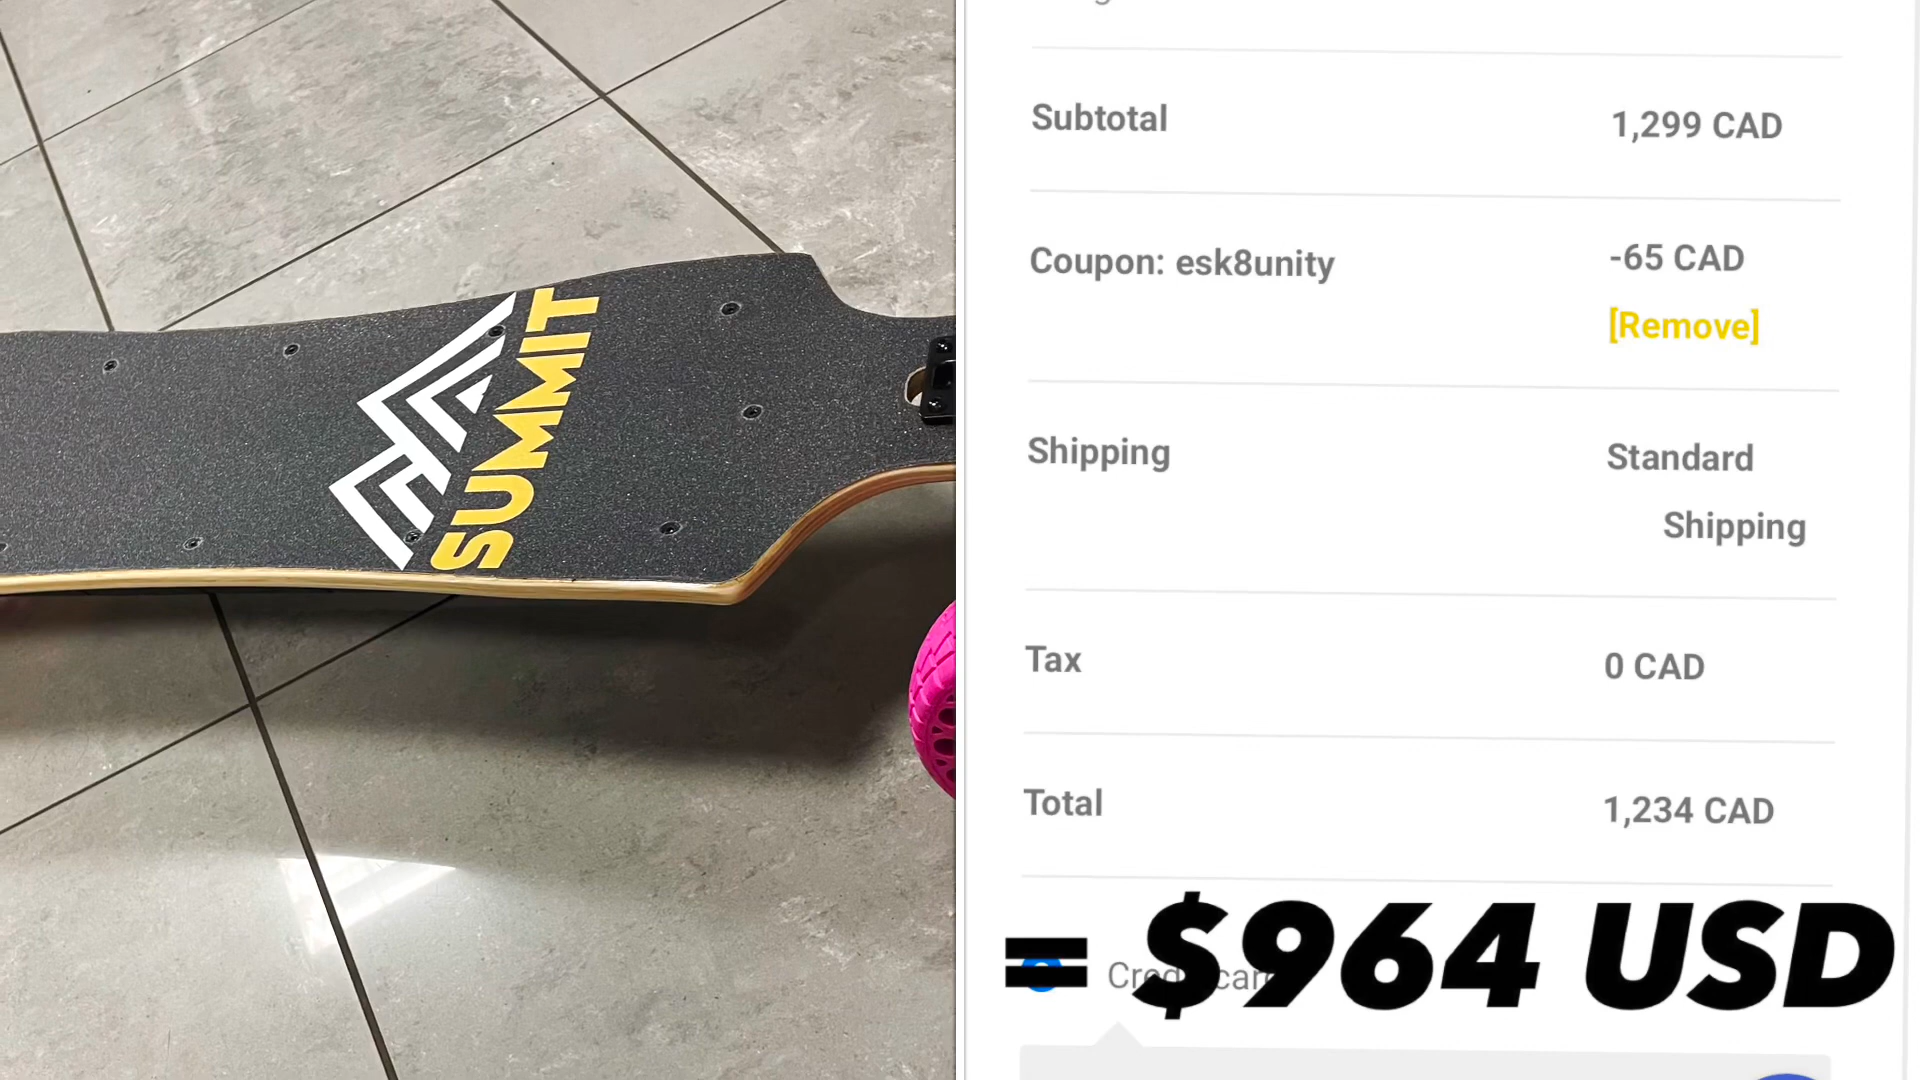 SUMMIT
Subtotal
1,299 CAD
Coupon: esk8unity
-65 CAD
[Remove]
Shipping
Standard
Shipping
Tax
0 CAD
Total
1,234 CAD
= $964 USD